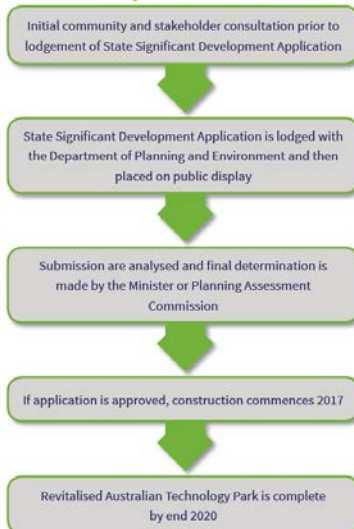 Initial community and stakeholder consultation prior to
lodgement of State Significant Development Application
State Significant Development Application is lodged with
the Department of Planning and Environment and then
placed on public display
Submission are analysed and final determination is
made by the Minister or Planning Assessment
Commission
If application is approved, construction commences 2017
Revitalised Australian Technology Park is complete
by end 2020